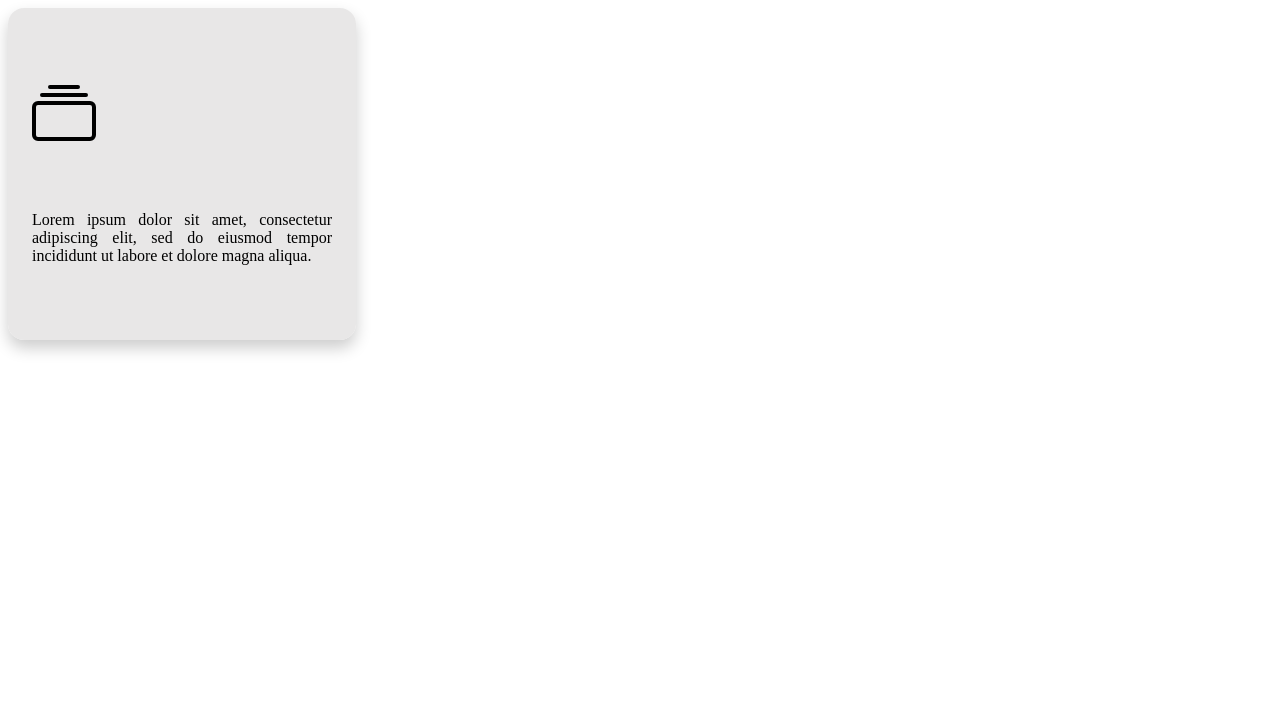 Lorem ipsum dolor sit amet, consectetur
adipiscing elit, sed do eiusmod tempor
incididunt ut labore et dolore magna aliqua.